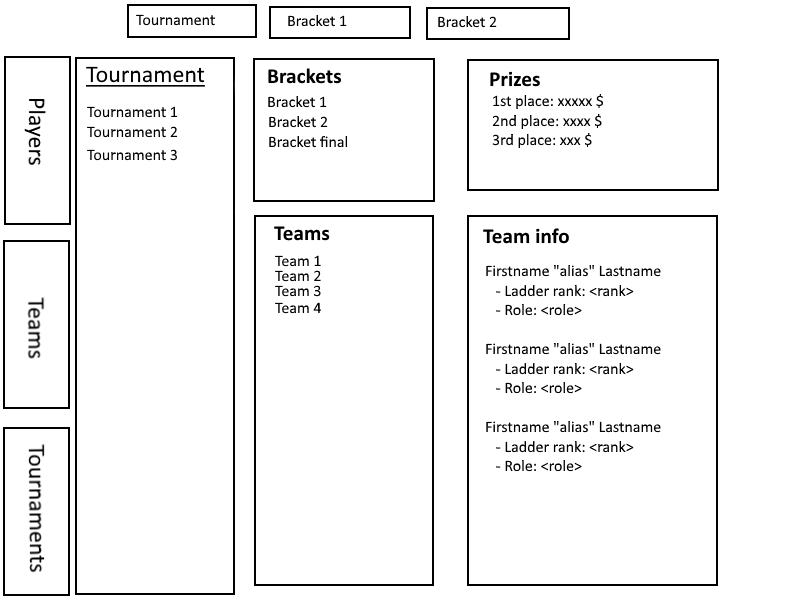 Tournament
Bracket 1
Bracket 2
Players
Teams
Tournaments
Tournament
Tournament 1
Tournament 2
Tournament 3
Brackets
Bracket 1
Bracket 2
Bracket final
Prizes
1st place: xxxxx $
2nd place: xxxx $
3rd place: xxx $
Teams
Team 1
Team 2
Team 3
Team 4
Team info
Firstname "alias" Lastname
- Ladder rank: <rank>
- Role: <role>
Firstname "alias" Lastname
- Ladder rank: <rank>
- Role: <role>
Firstname "alias" Lastname
- Ladder rank: <rank>
- Role: <role>